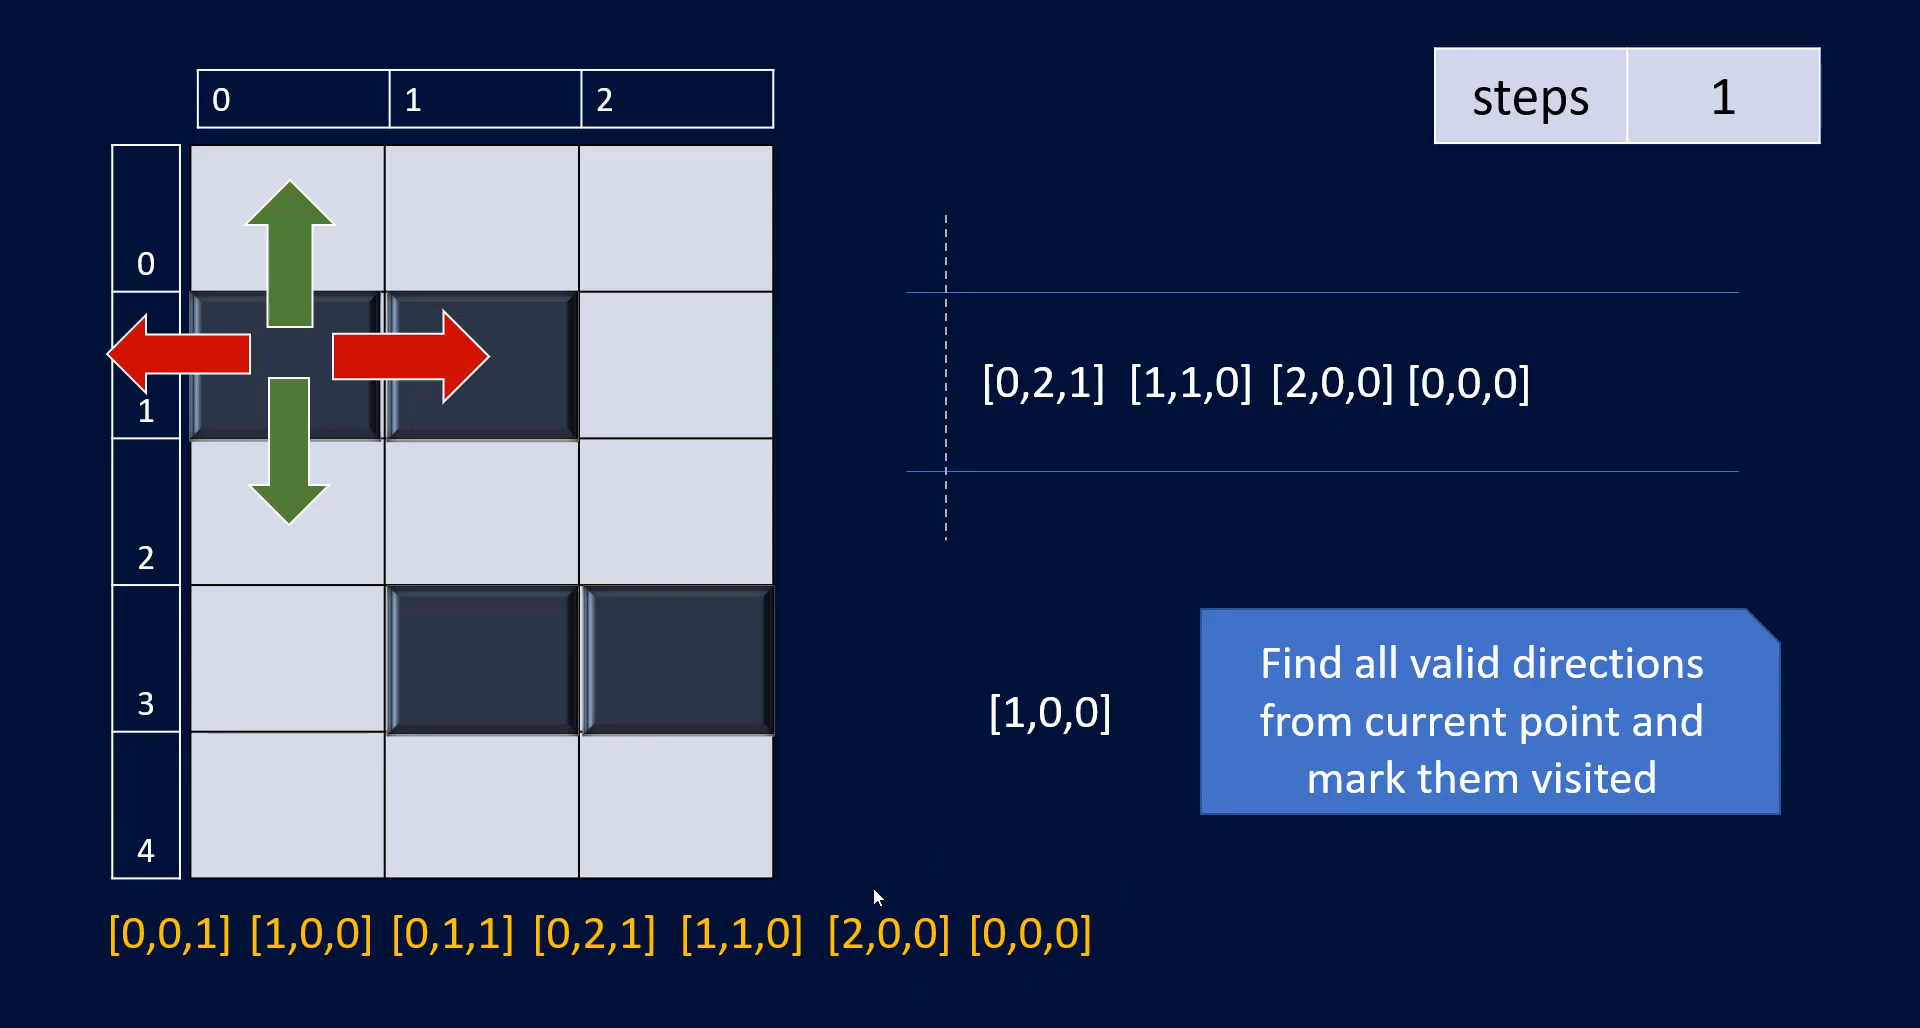 steps 1
0 1 2
0
1
2
3
4
[0,2,1] [1,1,0] [2,0,0] [0,0,0]
[1,0,0]
Find all valid directions
from current point and
mark them visited
[0,0,1] [1,0,0] [0,1,1] [0,2,1] [1,1,0] [2,0,0] [0,0,0]